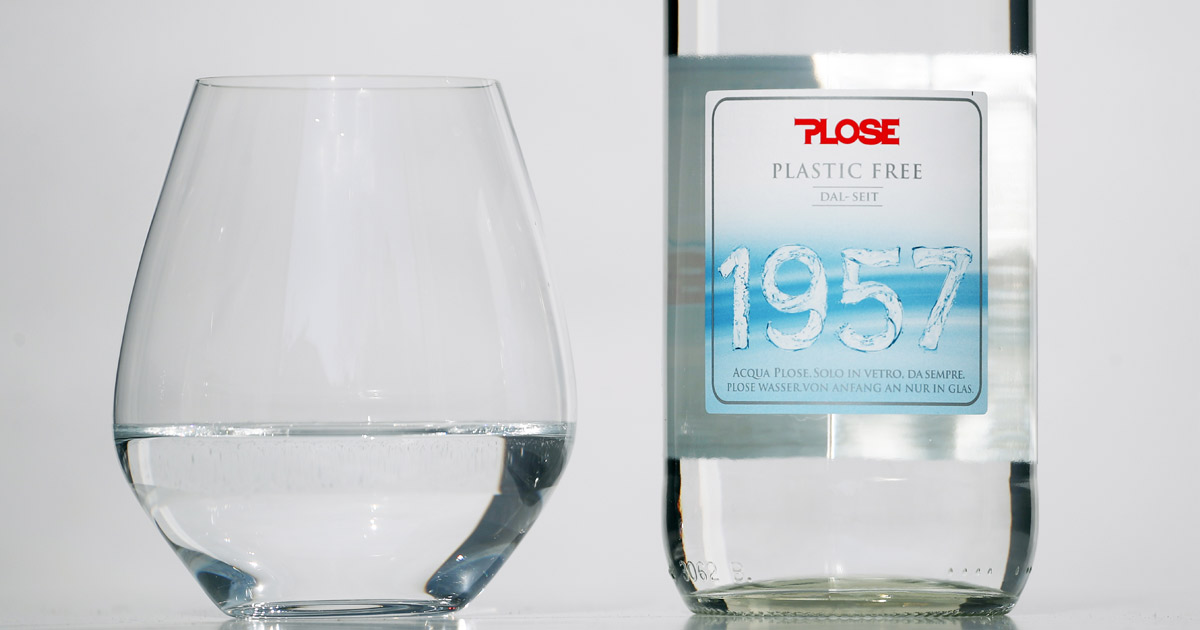 PLOSE
PLASTIC FREE
DAL-SEIT
1957
ACQUA PLOSE. SOLO IN VETRO, DA SEMPRE.
PLOSE WASSER. VON ANFANG AN NUR IN GLAS.
3062 B.